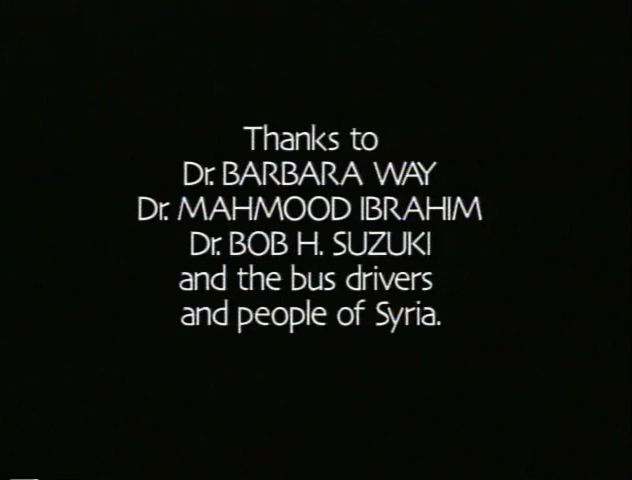 Thanks to
Dr. BARBARA WAY
Dr. MAHMOOD IBRAHIM
Dr. BOB H. SUZUKI
and the bus drivers
and people of Syria.